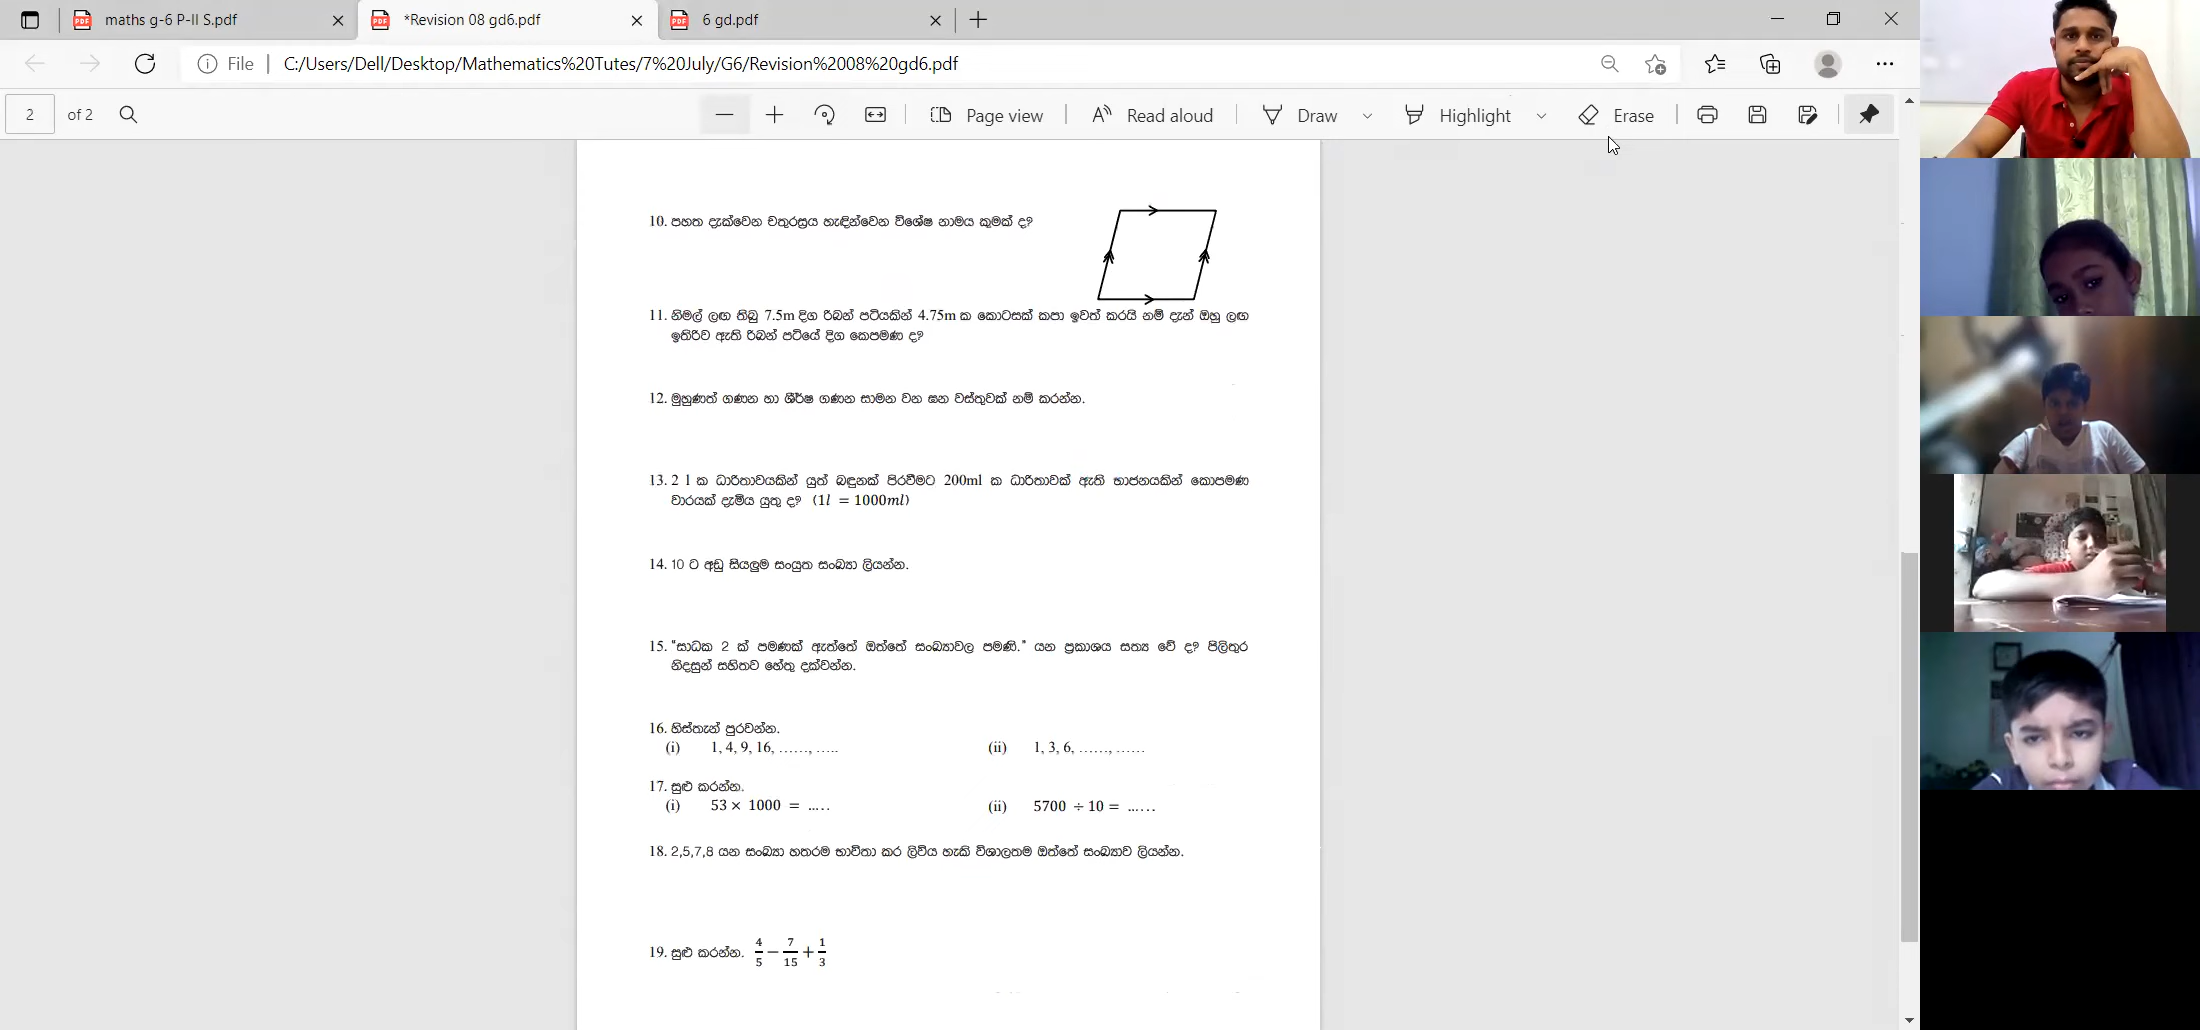 maths g-6 P-II S.pdf
*Revision 08 gd6.pdf
6 gd.pdf
File
C:/Users/Dell/Desktop/Mathematics%20Tutes/7%20July/G6/Revision%2008%20gd6.pdf
2 of 2
Page view
Read aloud
Draw
Highlight
Erase
10. පහත දැක්වෙන චතුරස්‍රය හැඳින්වෙන විශේෂ නාමය කුමක් ද?
11. නිමල් ලඟ තිබු 7.5m දිග රිබන් පටියකින් 4.75m ක කොටසක් කපා ඉවත් කරයි නම් දැන් ඔහු ලඟ
ඉතිරිව ඇති රිබන් පටියේ දිග කෙපමණ ද?
12. මුහුණත් ගණන හා ශීර්ෂ ගණන සාමන වන ඝන වස්තුවක් නම් කරන්න.
13. 2 l ක ධාරිතාවයකින් යුත් බඳුනක් පිරවීමට 200ml ක ධාරිතාවක් ඇති භාජනයකින් කොපමණ
වාරයක් දැමිය යුතු ද? (1l = 1000ml)
14. 10 ට අඩු සියලුම සංයුත සංඛ්‍යා ලියන්න.
15. "සාධක 2 ක් පමණක් ඇත්තේ ඔත්තේ සංඛ්‍යාවල පමණි." යන ප්‍රකාශය සත්‍ය වේ ද? පිලිතුර
නිදසුන් සහිතව හේතු දක්වන්න.
16. හිස්තැන් පුරවන්න.
(i) 1, 4, 9, 16, ……, ….. (ii) 1, 3, 6, ……, ……
17. සුළු කරන්න.
(i) 53 × 1000 = ….. (ii) 5700 ÷ 10 = ……
18. 2,5,7,8 යන සංඛ්‍යා හතරම භාවිතා කර ලිවිය හැකි විශාලතම ඔත්තේ සංඛ්‍යාව ලියන්න.
19. සුළු කරන්න. 4/5 − 7/15 + 1/3